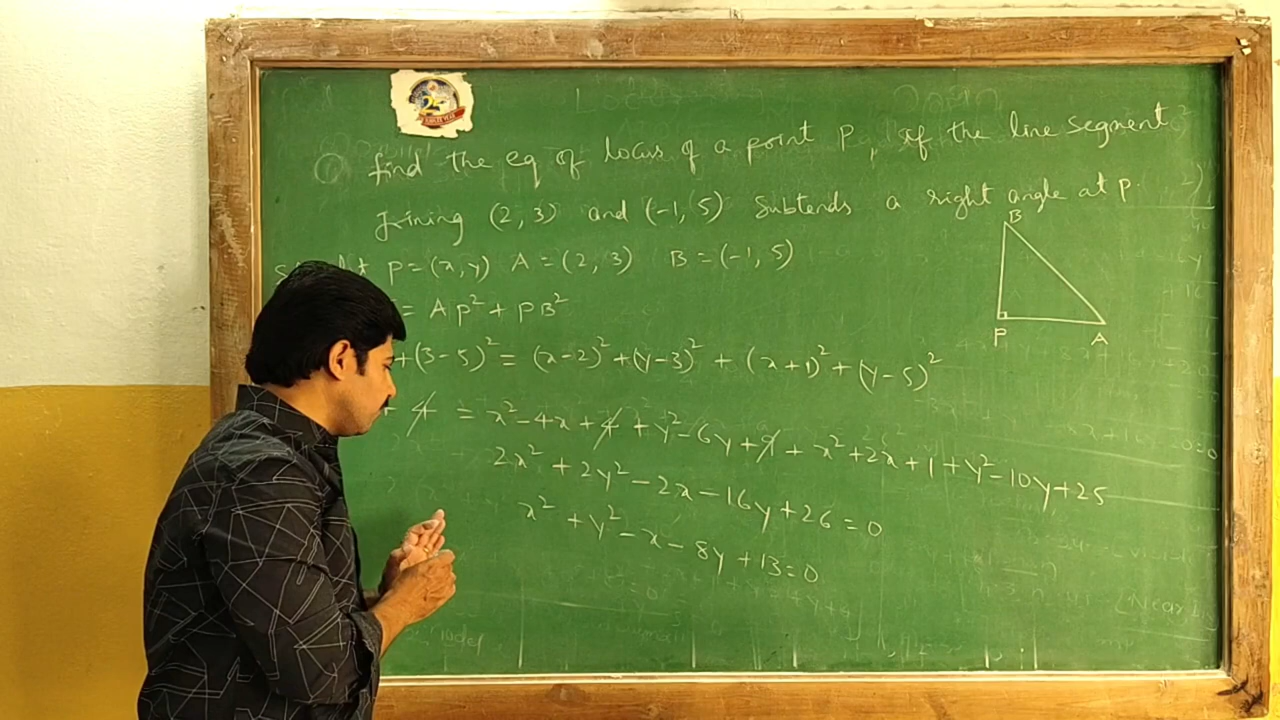 ① find the eq of locus of a point P, if the line segment
Joining (2, 3) and (-1, 5) Subtends a right angle at P.
P = (x, y) A = (2, 3) B = (-1, 5)
= AP² + PB²
+ (3-5)² = (x-2)² + (y-3)² + (x+1)² + (y-5)²
+ 4 = x² - 4x + 4 + y² - 6y + 9 + x² + 2x + 1 + y² - 10y + 25
2x² + 2y² - 2x - 16y + 26 = 0
x² + y² - x - 8y + 13 = 0
B
P A